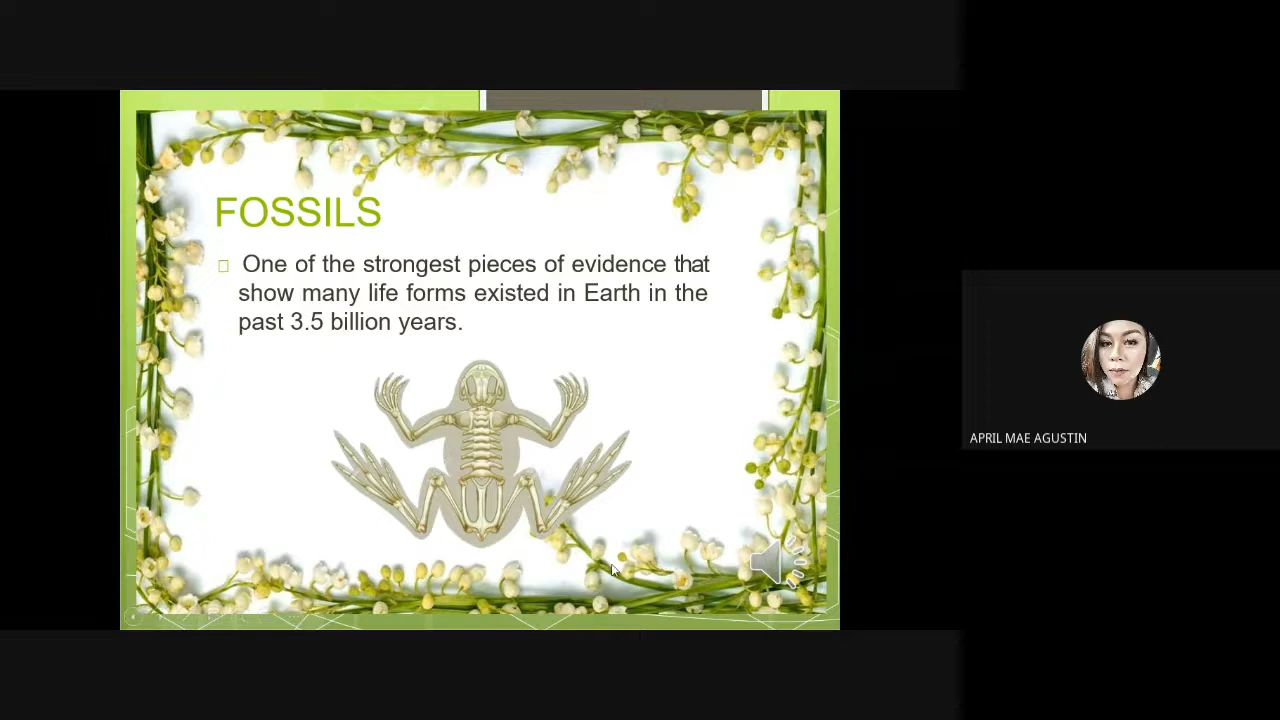 FOSSILS
One of the strongest pieces of evidence that
show many life forms existed in Earth in the
past 3.5 billion years.
APRIL MAE AGUSTIN